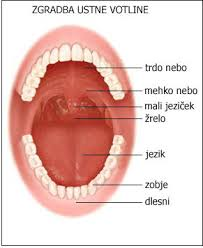 ZGRADBA USTNE VOTLINE
trdo nebo
mehko nebo
mali jeziček
žrelo
jezik
zobje
dlesni